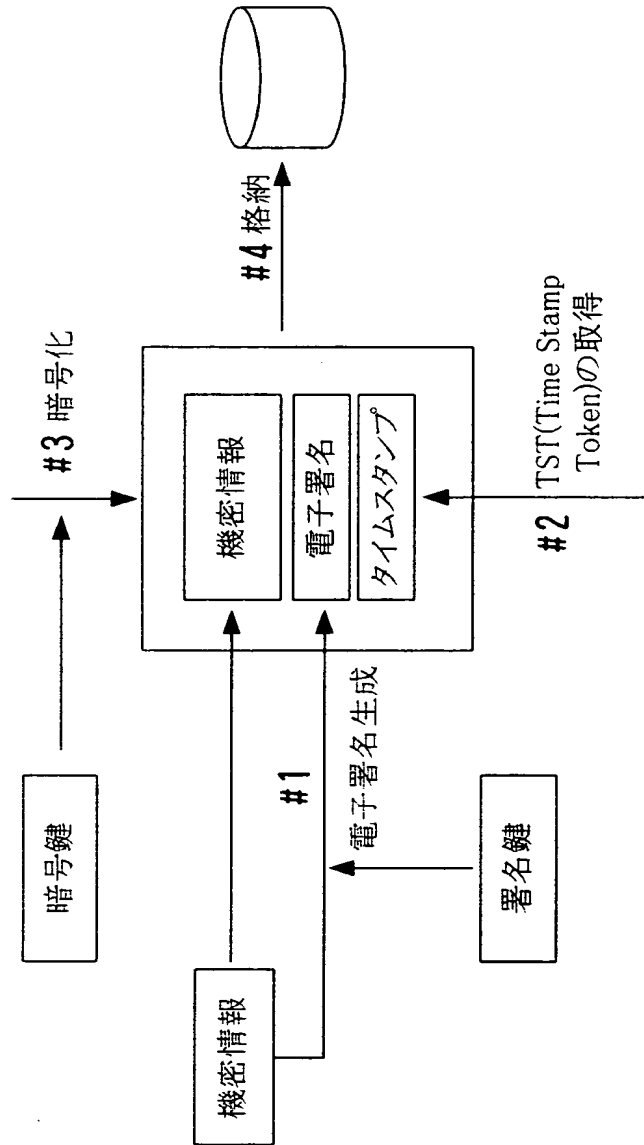 暗号鍵
#3 暗号化
機密情報
機密情報
#4 格納
#1
電子署名
電子署名生成
タイムスタンプ
署名鍵
#2
TST(Time Stamp
Token)の取得